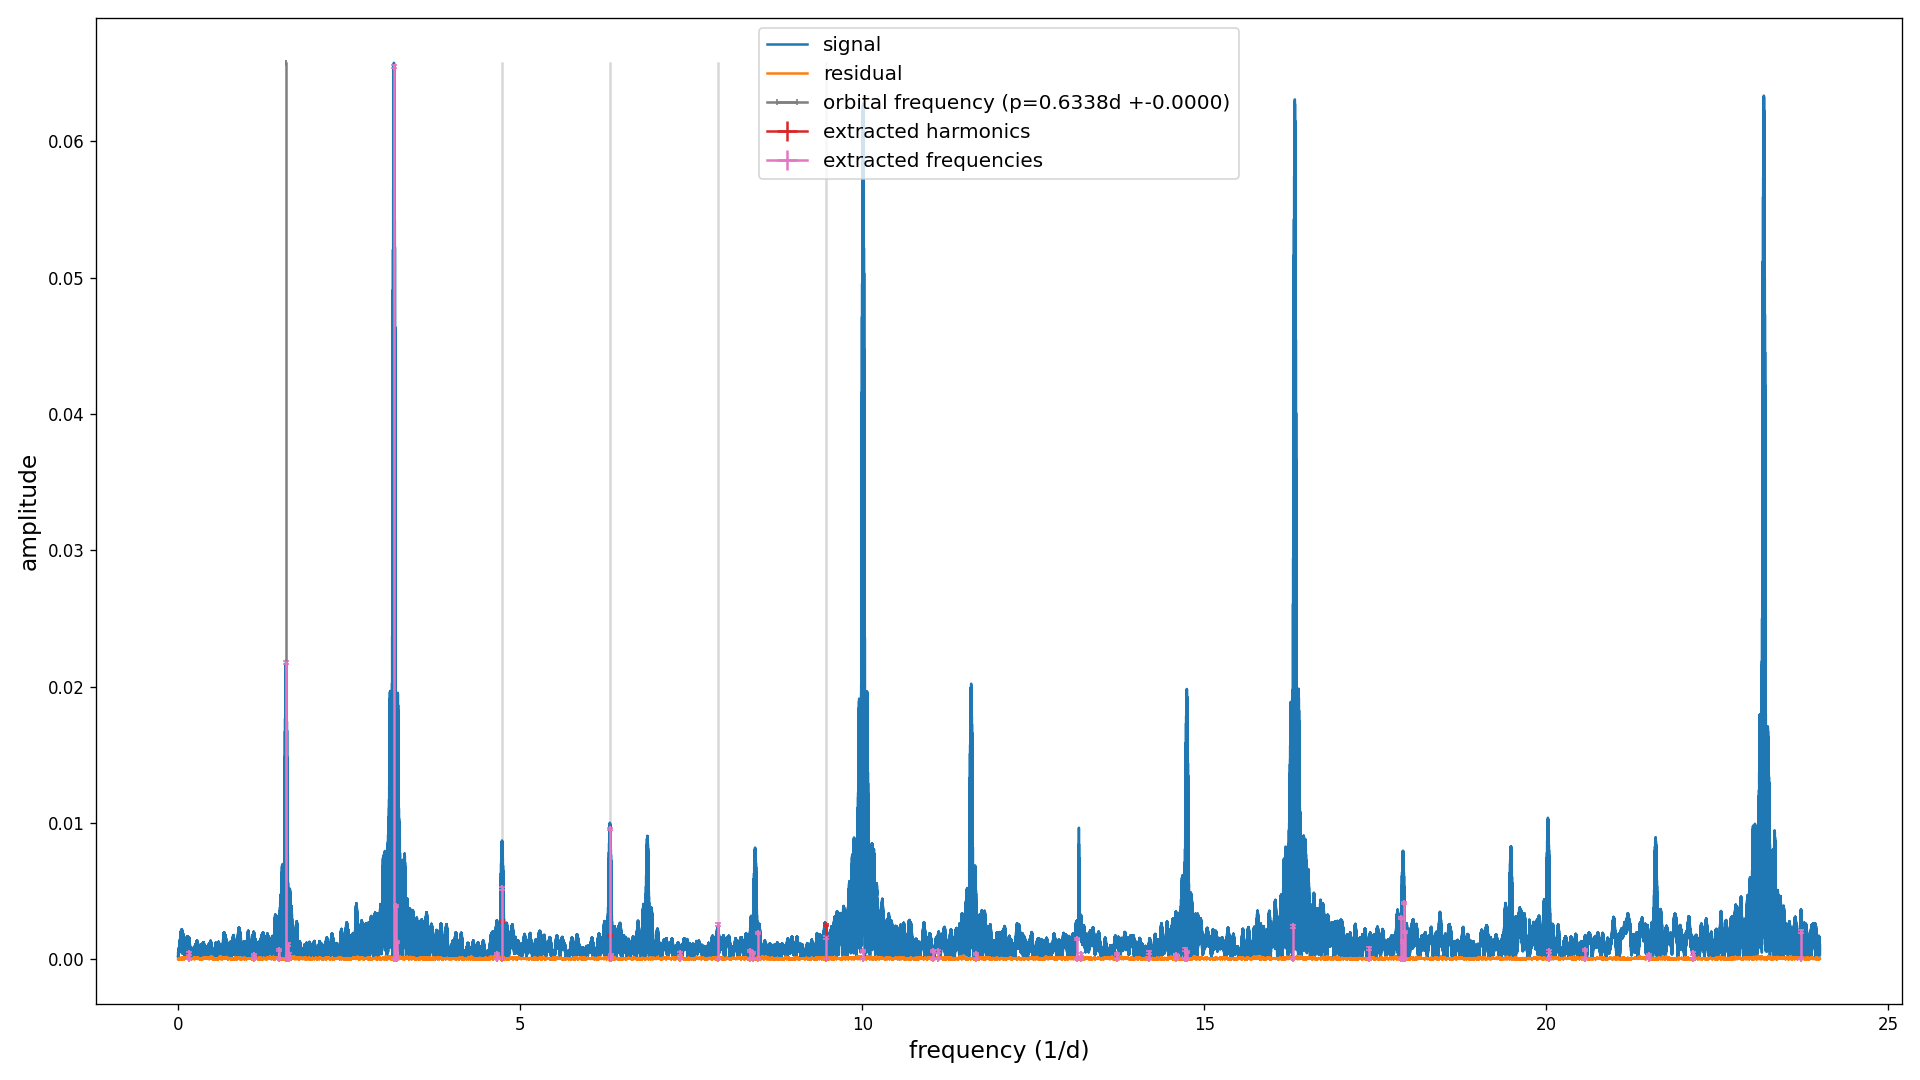 signal
residual
orbital frequency (p=0.6338d +-0.0000)
extracted harmonics
extracted frequencies
0.06
0.05
0.04
0.03
0.02
0.01
0.00
amplitude
0
5
10
15
20
25
frequency (1/d)